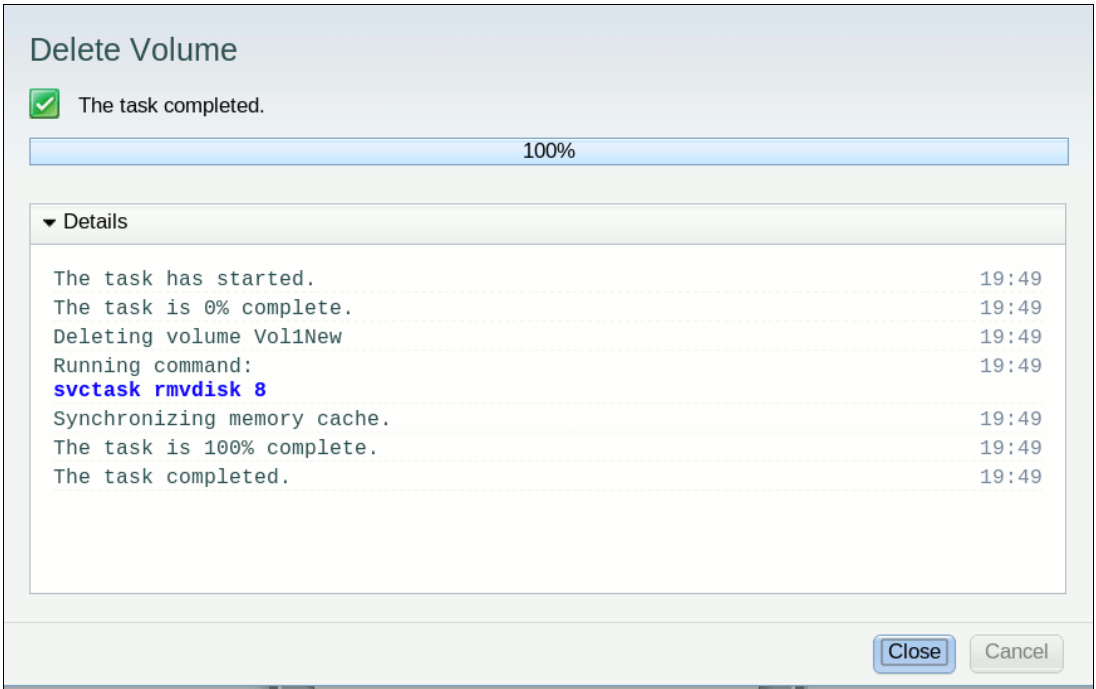 Delete Volume
The task completed.
100%
Details
The task has started. 19:49
The task is 0% complete. 19:49
Deleting volume Vol1New 19:49
Running command: 19:49
svctask rmvdisk 8
Synchronizing memory cache. 19:49
The task is 100% complete. 19:49
The task completed. 19:49
Close Cancel